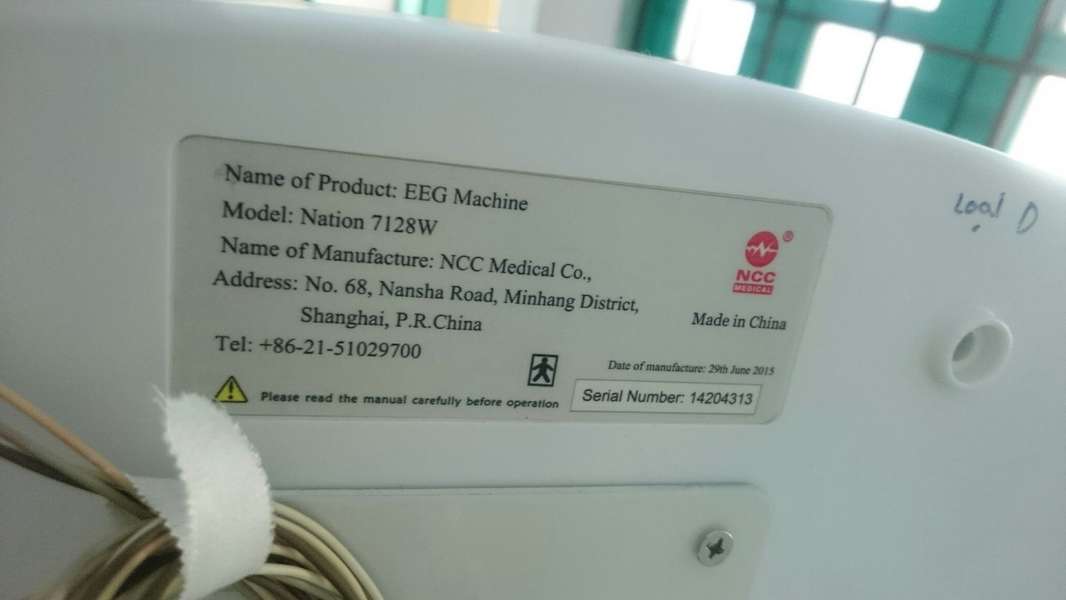 Name of Product: EEG Machine
Model: Nation 7128W
Name of Manufacture: NCC Medical Co.,
Address: No. 68, Nansha Road, Minhang District,
Shanghai, P.R.China
Tel: +86-21-51029700
Please read the manual carefully before operation
®
NCC
MEDICAL
Made in China
Date of manufacture: 29th June 2015
Serial Number: 14204313